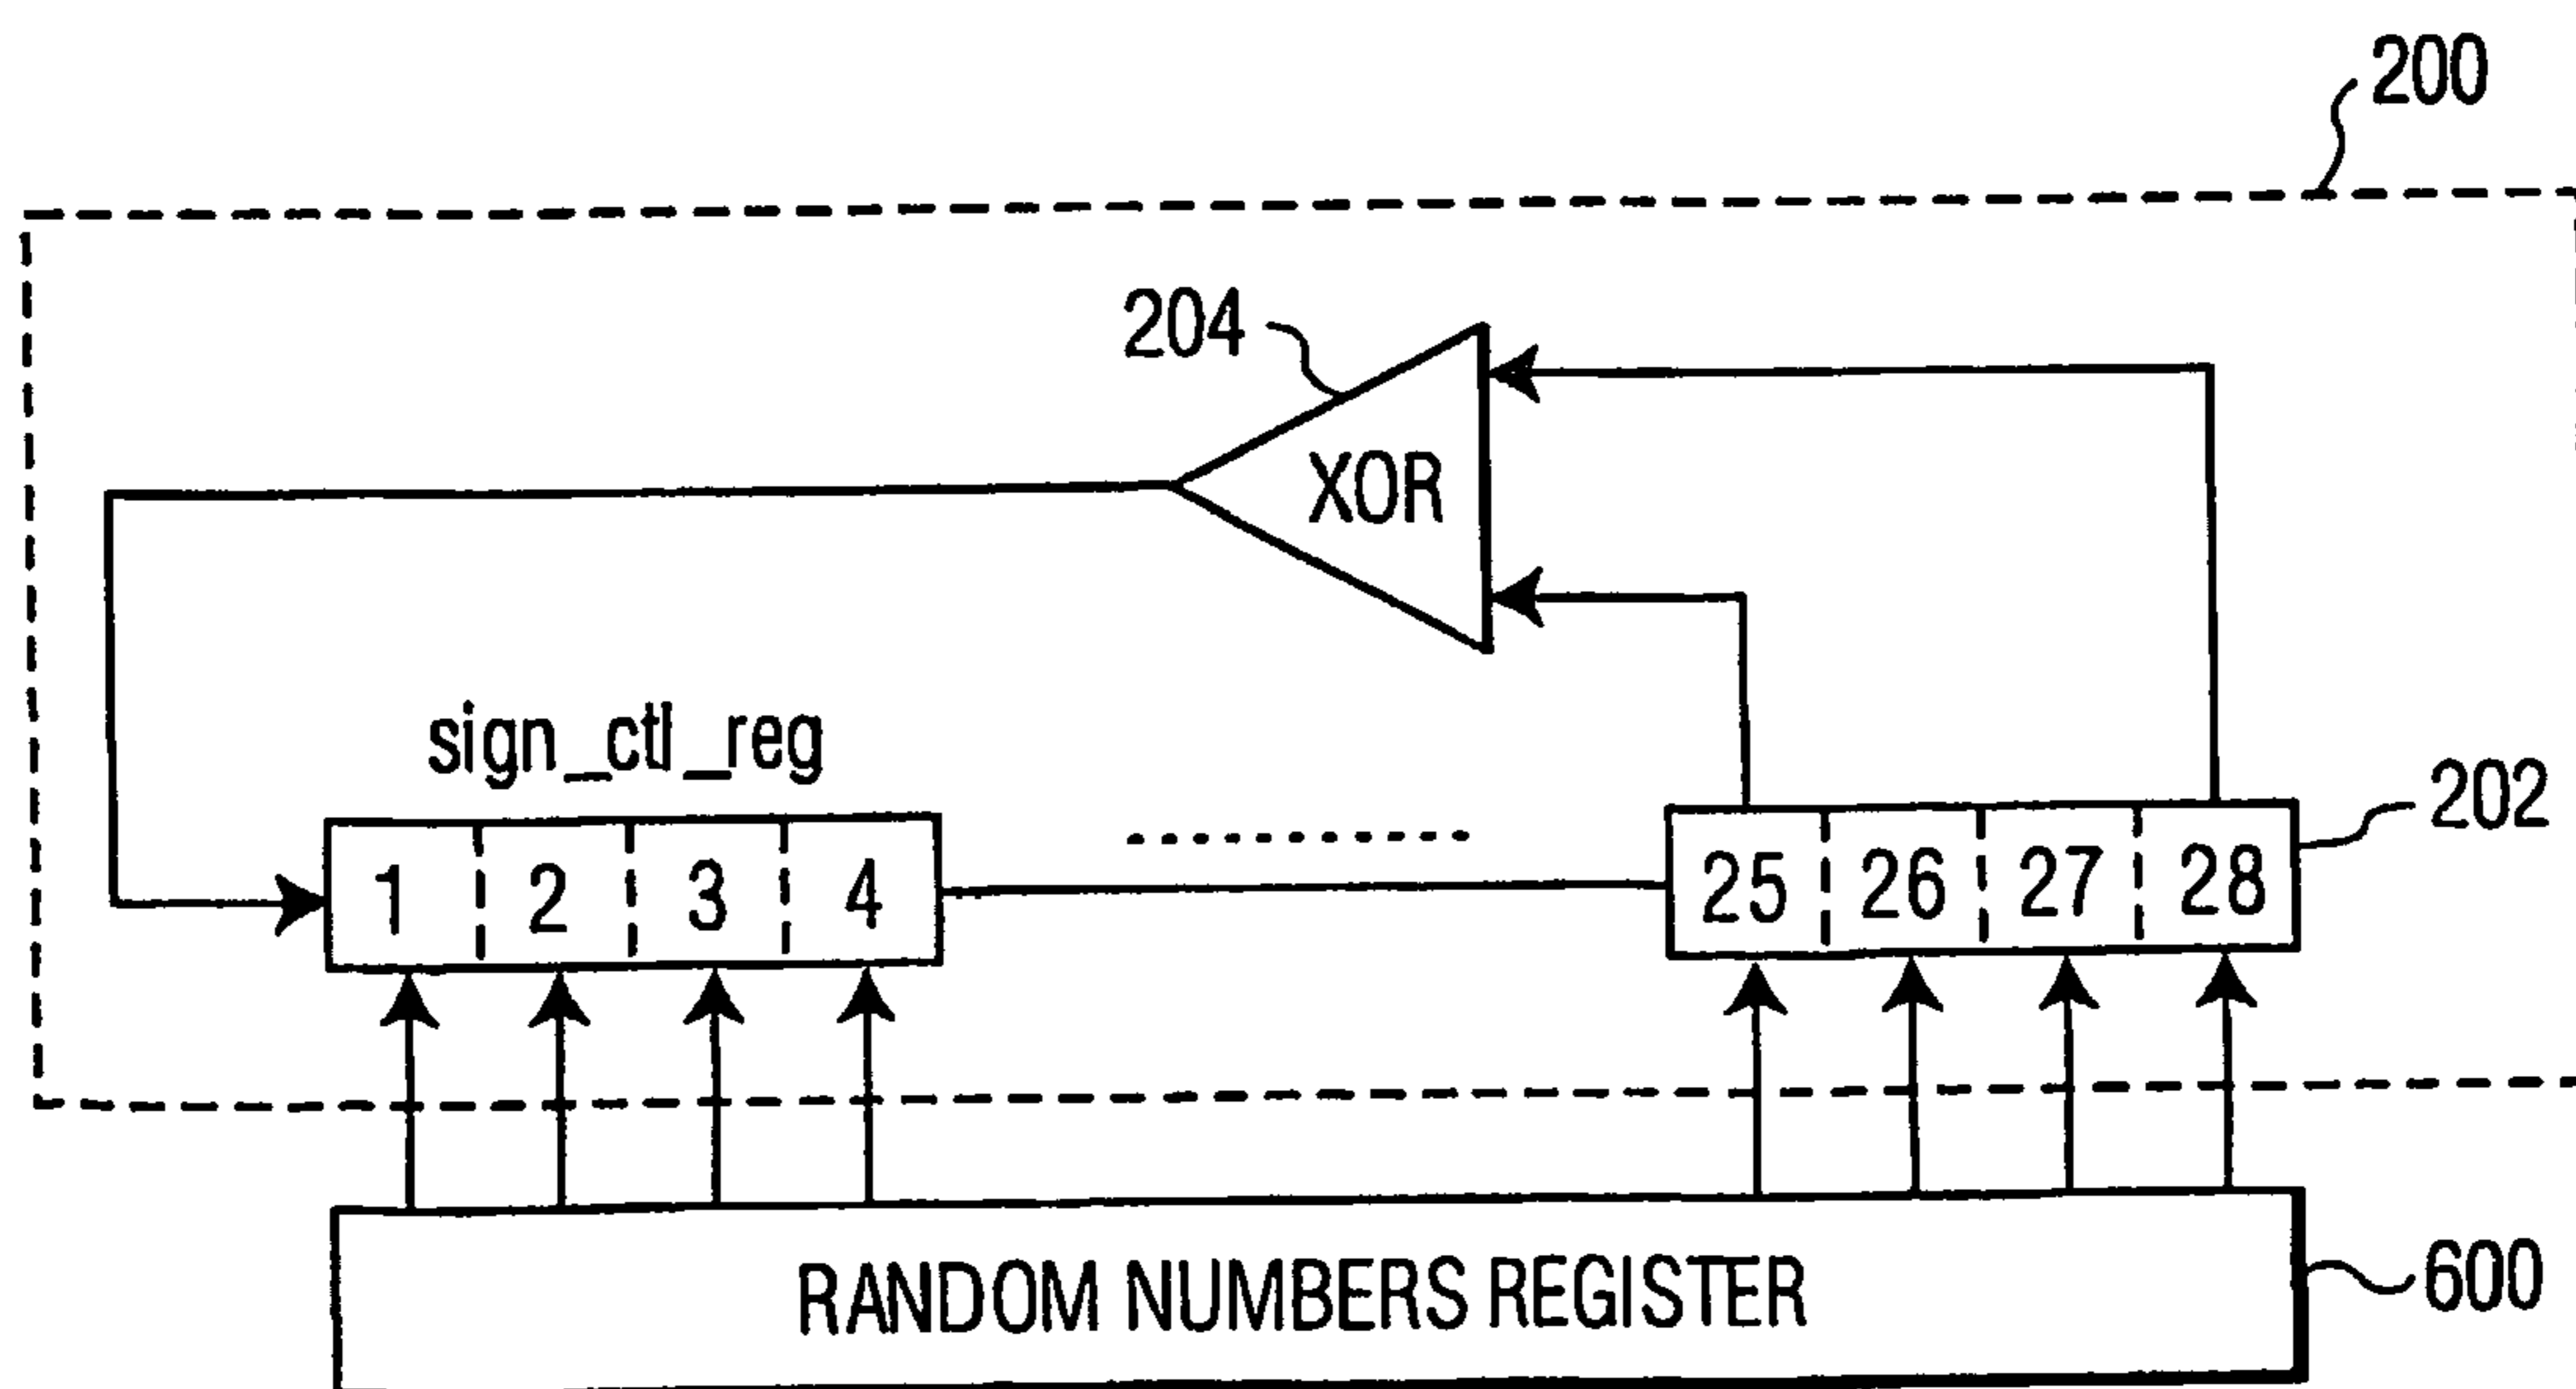 200
204
XOR
sign_ctl_reg
202
1 2 3 4 25 26 27 28
RANDOM NUMBERS REGISTER
600